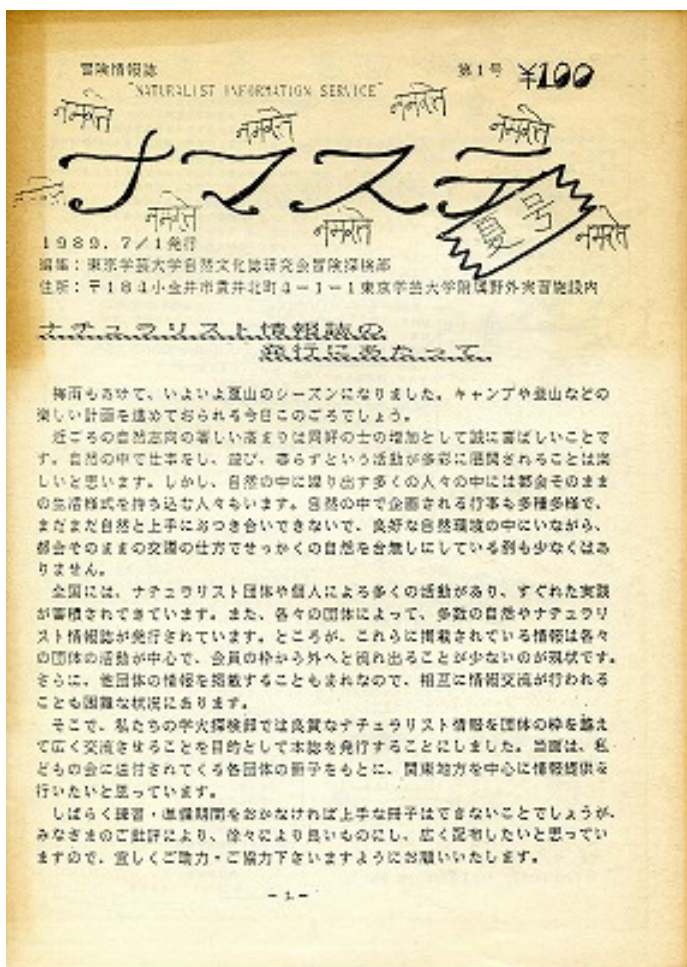 冒険情報誌
第1号 ¥100
"NATURALIST INFORMATION SERVICE"
नमस्ते नमस्ते नमस्ते नमस्ते
ナマステ
नमस्ते नमस्ते नमस्ते नमस्ते
夏号
1989.7/1発行
編集:東京学芸大学自然文化誌研究会冒険探検部
住所:〒184小金井市貫井北町4-1-1東京学芸大学附属野外実習施設内
ナチュラリスト情報誌の
発行にあたって
梅雨もあけて、いよいよ夏山のシーズンになりました。キャンプや登山などの
楽しい計画を進めておられる今日このごろでしょう。
近ごろの自然志向の著しい高まりは同好の士の増加として誠に喜ばしいことで
す。自然の中で仕事をし、遊び、暮らすという活動が多彩に展開されることは楽
しいと思います。しかし、自然の中に繰り出す多くの人々の中には都会そのまま
の生活様式を持ち込む人々もいます。自然の中で企画される行事も多種多様で、
まだまだ自然と上手におつき合いできないで、良好な自然環境の中にいながら、
都会そのままの交際の仕方でせっかくの自然を台無しにしている例も少なくはあ
りません。
全国には、ナチュラリスト団体や個人による多くの活動があり、すぐれた実践
が蓄積されてきています。また、各々の団体によって、多数の自然やナチュラリ
スト情報誌が発行されています。ところが、これらに掲載されている情報は各々
の団体の活動が中心で、会員の枠から外へと流れ出ることが少ないのが現状です。
さらに、他団体の情報を掲載することもまれなので、相互に情報交流が行われる
ことも困難な状況にあります。
そこで、私たちの学大探検部では良質なナチュラリスト情報を団体の枠を越え
て広く交流させることを目的として本誌を発行することにしました。当面は、私
どもの会に送付されてくる各団体の冊子をもとに、関東地方を中心に情報提供を
行いたいと思っています。
しばらく練習・準備期間をおかなければ上手な冊子はできないことでしょうが、
みなさまのご批評により、徐々により良いものにし、広く配布したいと思ってい
ますので、宜しくご助力・ご協力下さいますようにお願いいたします。
- 1 -